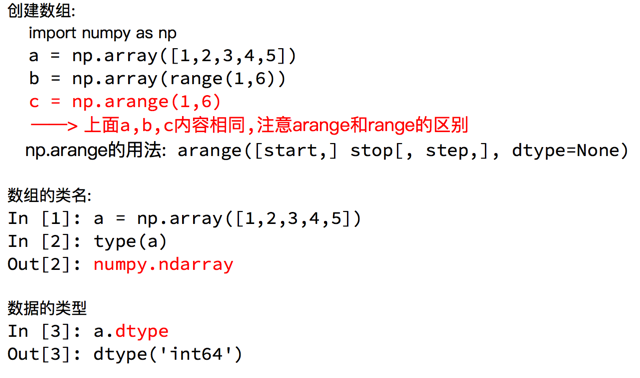 创建数组:
import numpy as np
a = np.array([1,2,3,4,5])
b = np.array(range(1,6))
c = np.arange(1,6)
———> 上面a,b,c内容相同,注意arange和range的区别
np.arange的用法: arange([start,] stop[, step,], dtype=None)
数组的类名:
In [1]: a = np.array([1,2,3,4,5])
In [2]: type(a)
Out[2]: numpy.ndarray
数据的类型
In [3]: a.dtype
Out[3]: dtype('int64')